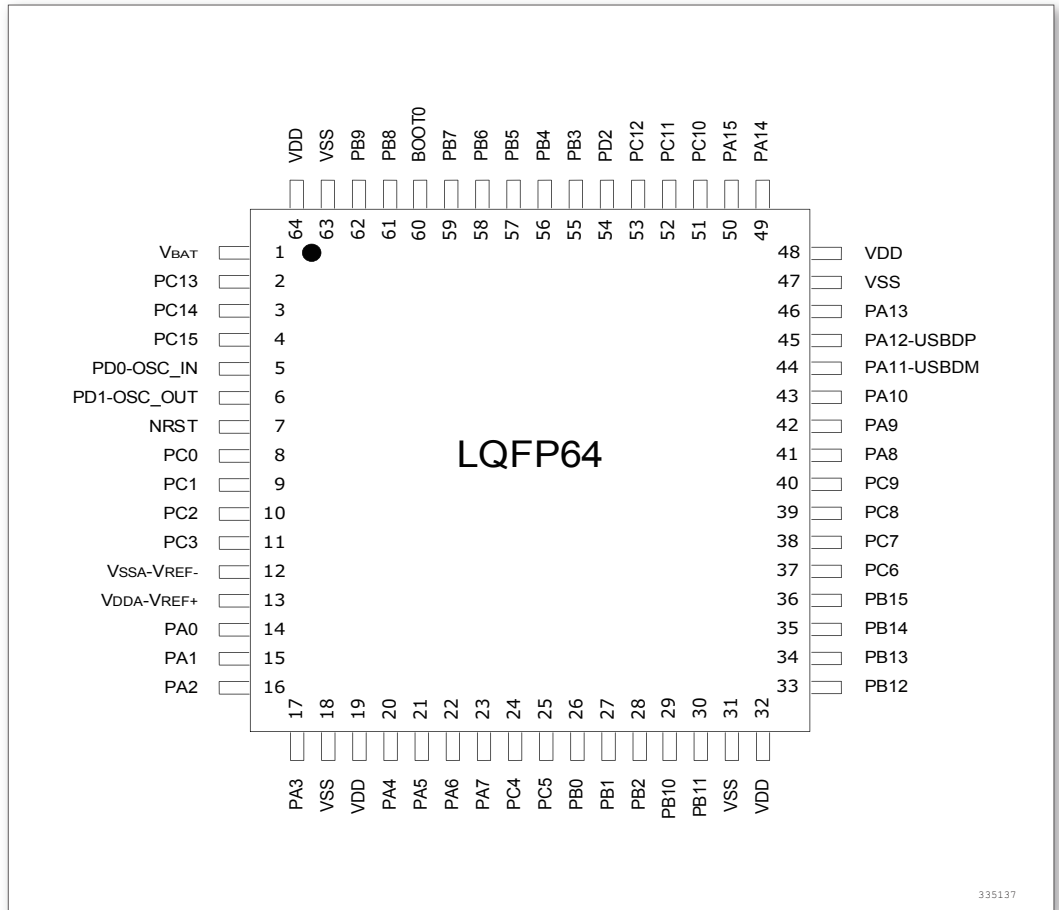 VDD
VSS
PB9
PB8
BOOT0
PB7
PB6
PB5
PB4
PB3
PD2
PC12
PC11
PC10
PA15
PA14
64
63
62
61
60
59
58
57
56
55
54
53
52
51
50
49
VBAT 1 48 VDD
PC13 2 47 VSS
PC14 3 46 PA13
PC15 4 45 PA12-USBDP
PD0-OSC_IN 5 44 PA11-USBDM
PD1-OSC_OUT 6 43 PA10
NRST 7 42 PA9
PC0 8 41 PA8
LQFP64
PC1 9 40 PC9
PC2 10 39 PC8
PC3 11 38 PC7
VSSA-VREF- 12 37 PC6
VDDA-VREF+ 13 36 PB15
PA0 14 35 PB14
PA1 15 34 PB13
PA2 16 33 PB12
17
18
19
20
21
22
23
24
25
26
27
28
29
30
31
32
PA3
VSS
VDD
PA4
PA5
PA6
PA7
PC4
PC5
PB0
PB1
PB2
PB10
PB11
VSS
VDD
335137